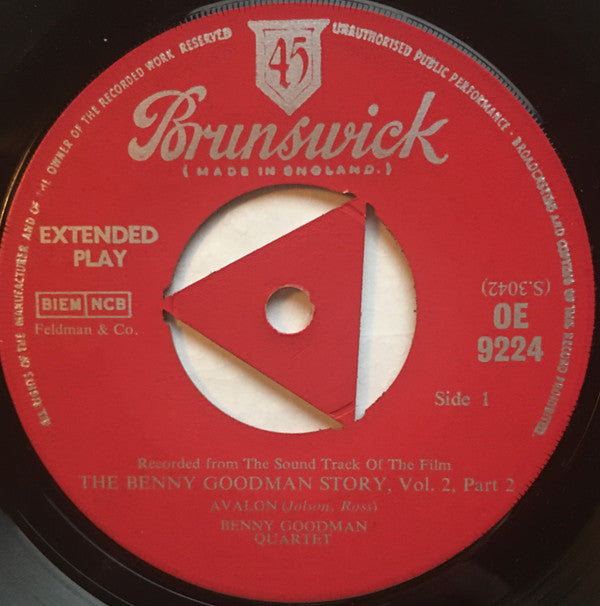 ALL RIGHTS OF THE MANUFACTURER AND OF THE OWNER OF THE RECORDED WORK RESERVED
UNAUTHORISED PUBLIC PERFORMANCE · BROADCASTING AND COPYING OF THIS RECORD PROHIBITED.
45
Brunswick
(MADE IN ENGLAND.)
EXTENDED
PLAY
BIEM NCB
Feldman & Co.
(S.3042)
OE
9224
Side 1
Recorded from The Sound Track Of The Film
THE BENNY GOODMAN STORY, Vol. 2, Part 2
AVALON (Jolson, Ross)
BENNY GOODMAN
QUARTET